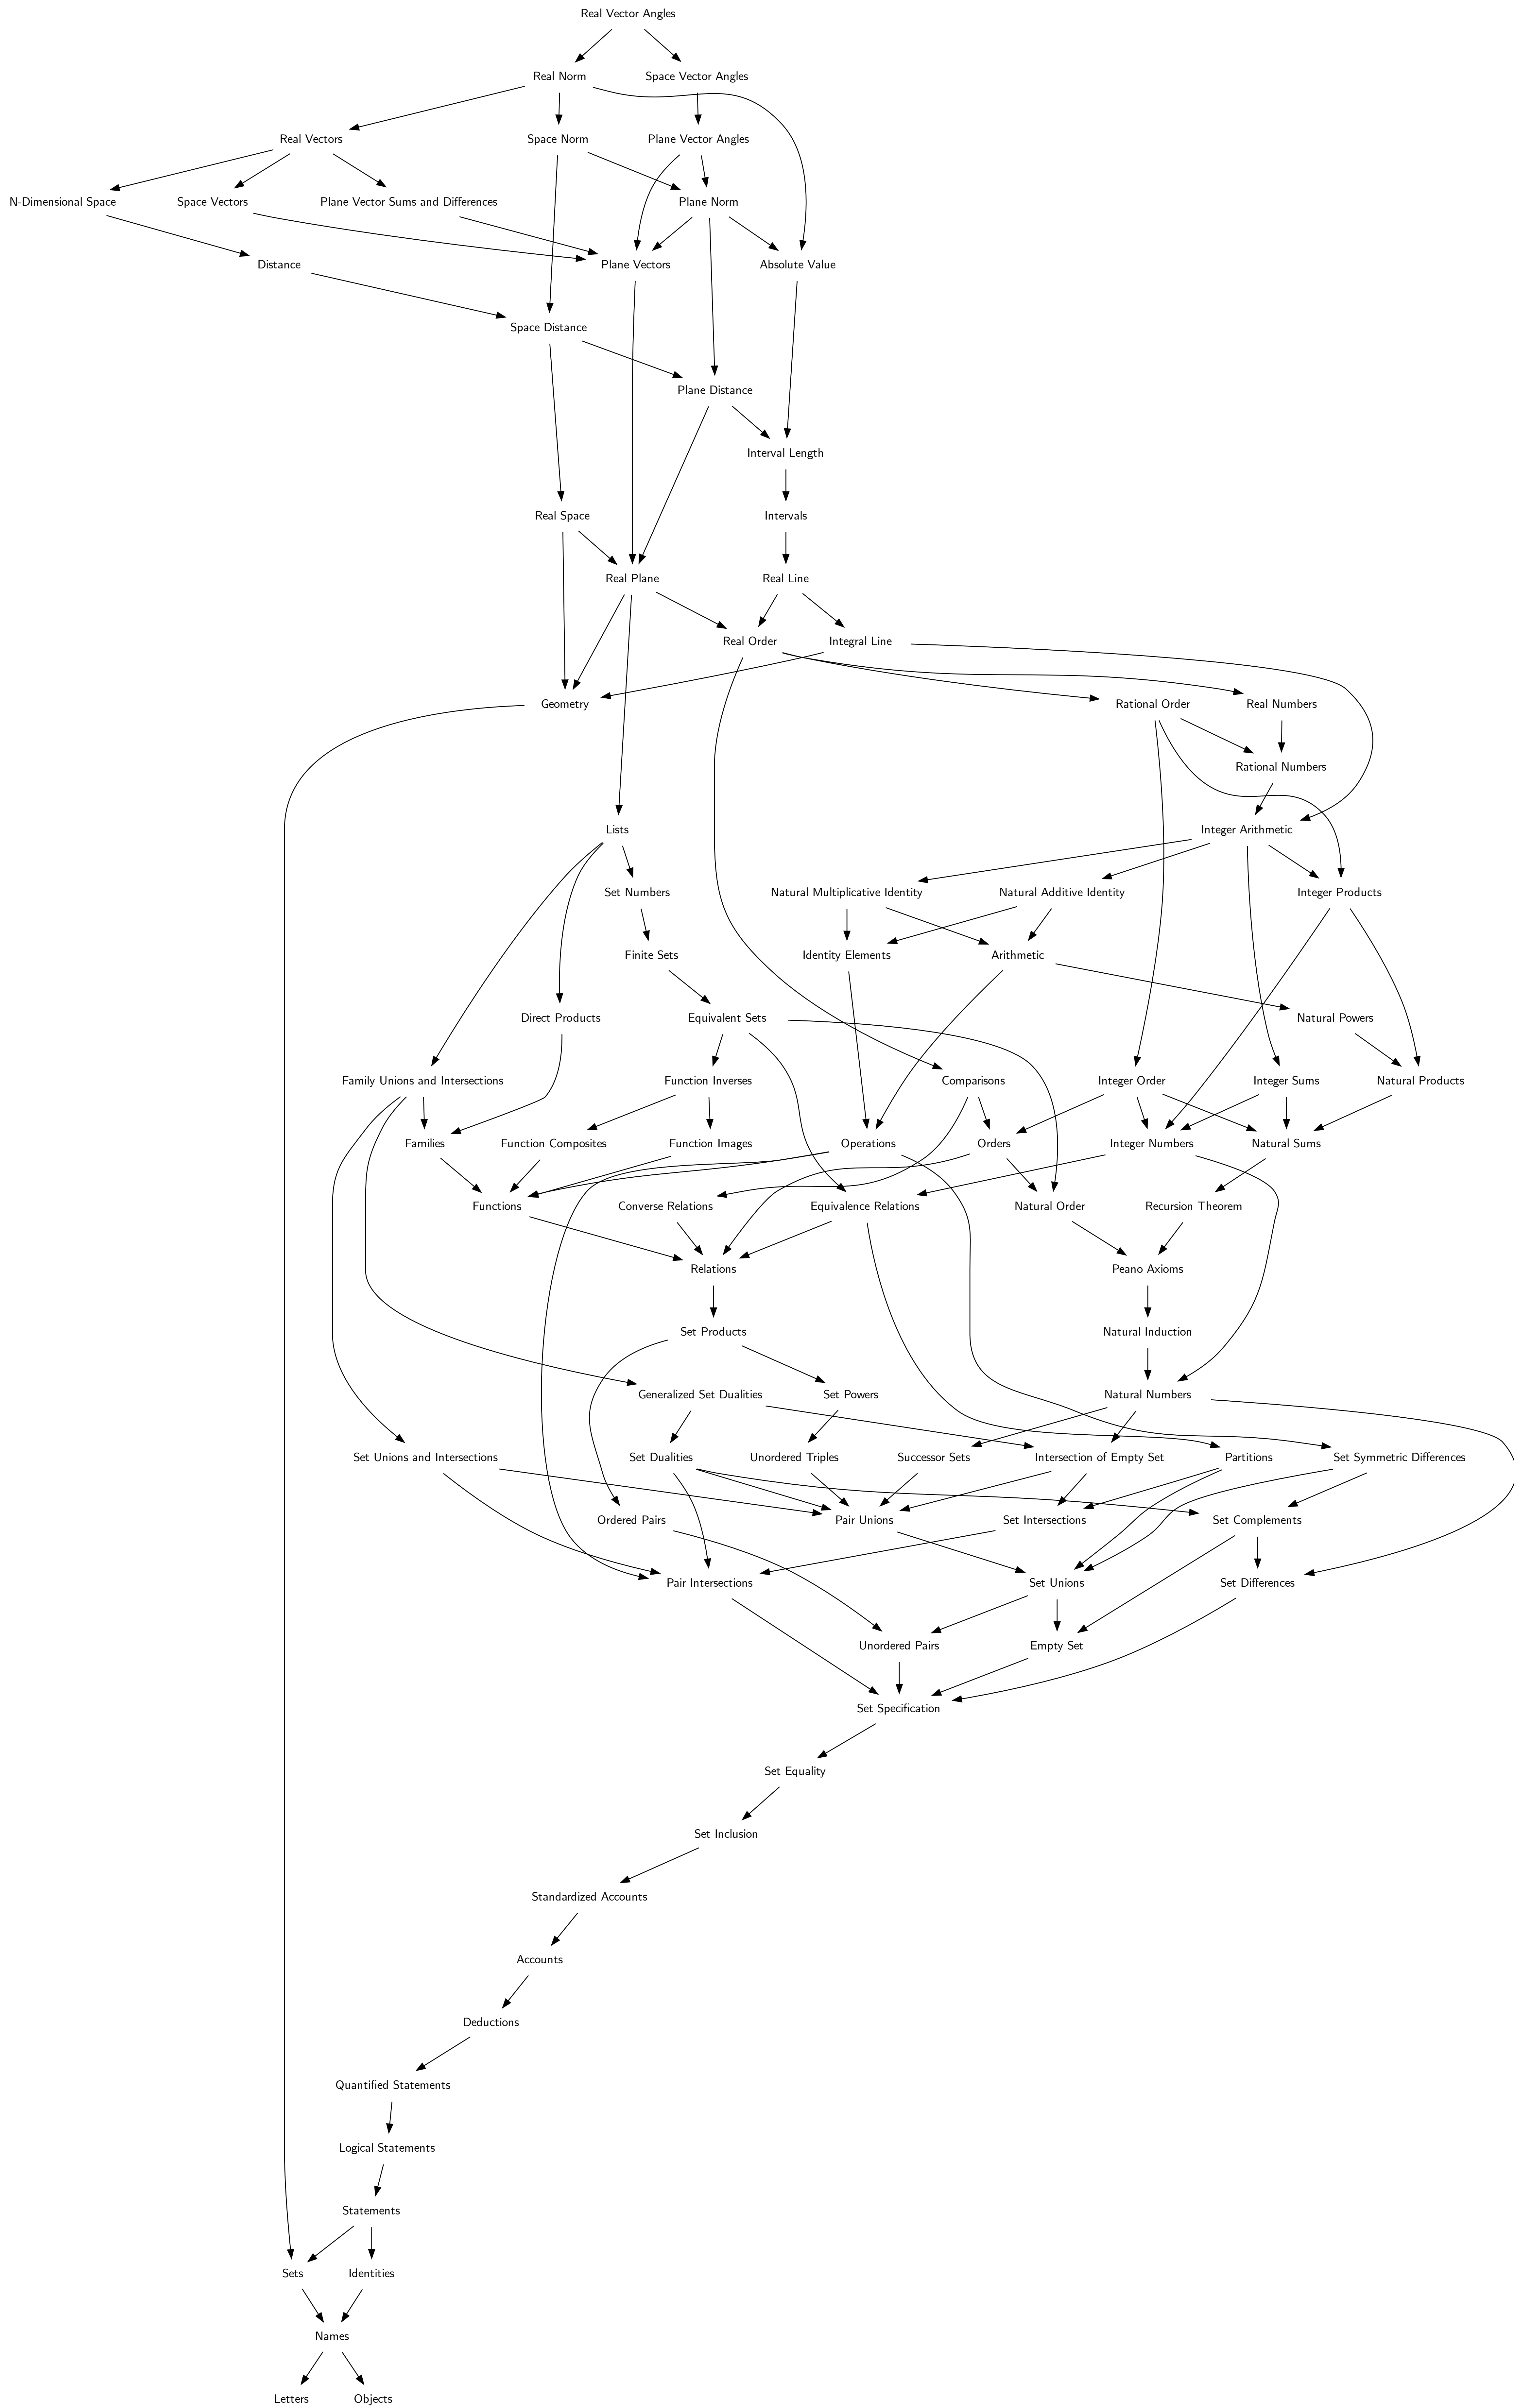 Real Vector Angles
Real Norm
Space Vector Angles
Real Vectors
Space Norm
Plane Vector Angles
N-Dimensional Space
Space Vectors
Plane Vector Sums and Differences
Plane Norm
Distance
Plane Vectors
Absolute Value
Space Distance
Plane Distance
Interval Length
Real Space
Intervals
Real Plane
Real Line
Real Order
Integral Line
Geometry
Rational Order
Real Numbers
Rational Numbers
Lists
Integer Arithmetic
Set Numbers
Natural Multiplicative Identity
Natural Additive Identity
Integer Products
Finite Sets
Identity Elements
Arithmetic
Direct Products
Equivalent Sets
Natural Powers
Family Unions and Intersections
Function Inverses
Comparisons
Integer Order
Integer Sums
Natural Products
Families
Function Composites
Function Images
Operations
Orders
Integer Numbers
Natural Sums
Functions
Converse Relations
Equivalence Relations
Natural Order
Recursion Theorem
Relations
Peano Axioms
Set Products
Natural Induction
Generalized Set Dualities
Set Powers
Natural Numbers
Set Unions and Intersections
Set Dualities
Unordered Triples
Successor Sets
Intersection of Empty Set
Partitions
Set Symmetric Differences
Ordered Pairs
Pair Unions
Set Intersections
Set Complements
Pair Intersections
Set Unions
Set Differences
Unordered Pairs
Empty Set
Set Specification
Set Equality
Set Inclusion
Standardized Accounts
Accounts
Deductions
Quantified Statements
Logical Statements
Statements
Sets
Identities
Names
Letters
Objects